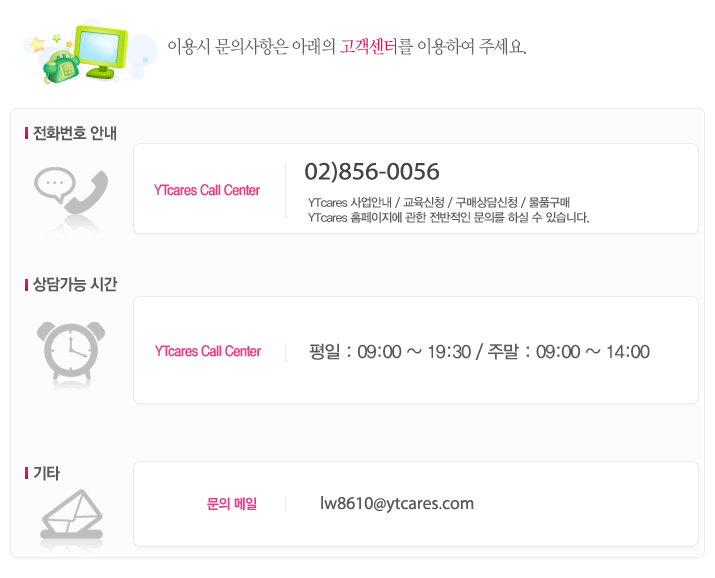 이용시 문의사항은 아래의 고객센터를 이용하여 주세요.
전화번호 안내
YTcares Call Center
02)856-0056
YTcares 사업안내 / 교육신청 / 구매상담신청 / 물품구매
YTcares 홈페이지에 관한 전반적인 문의를 하실 수 있습니다.
상담가능 시간
YTcares Call Center
평일 : 09:00 ~ 19:30 / 주말 : 09:00 ~ 14:00
기타
문의 메일
lw8610@ytcares.com